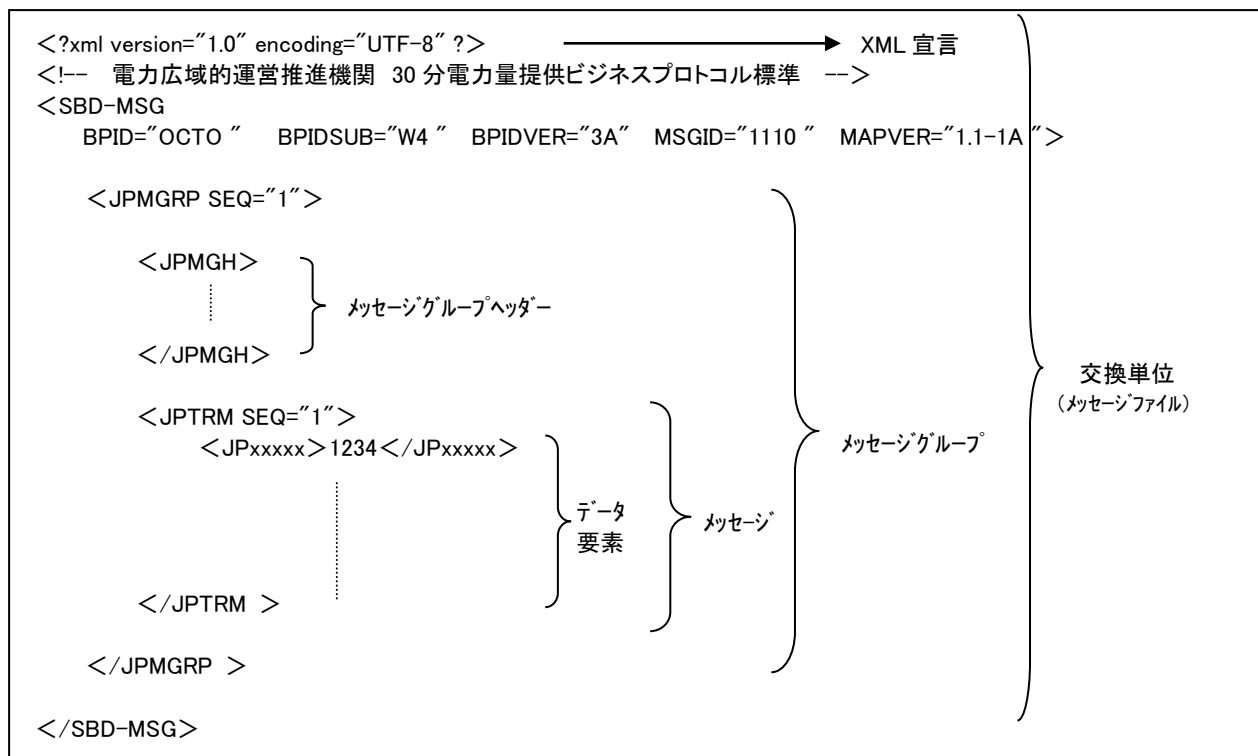 <?xml version="1.0" encoding="UTF-8" ?> XML 宣言
<!-- 電力広域的運営推進機関 30 分電力量提供ビジネスプロトコル標準 -->
<SBD-MSG
BPID="OCTO " BPIDSUB="W4 " BPIDVER="3A" MSGID="1110 " MAPVER="1.1-1A ">
<JPMGRP SEQ="1">
<JPMGH>
メッセージグループヘッダー
</JPMGH>
交換単位
(メッセージファイル)
<JPTRM SEQ="1">
<JPxxxxx>1234</JPxxxxx>
メッセージグループ
データ
要素
メッセージ
</JPTRM >
</JPMGRP >
</SBD-MSG>